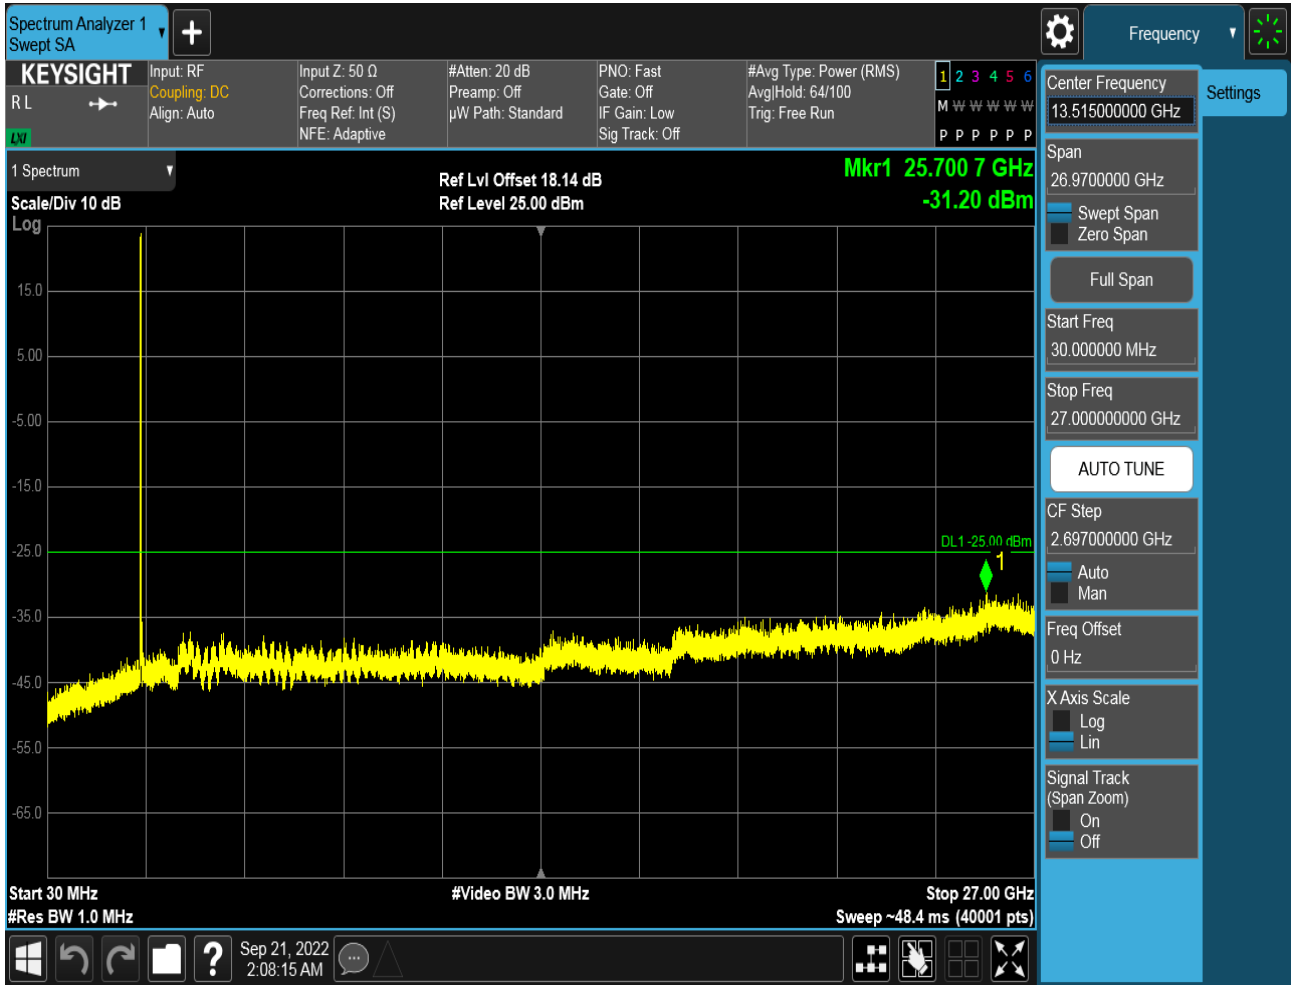 Spectrum Analyzer 1
Swept SA
Frequency
KEYSIGHT
R L
LXI
Input: RF
Coupling: DC
Align: Auto
Input Z: 50 Ω
Corrections: Off
Freq Ref: Int (S)
NFE: Adaptive
#Atten: 20 dB
Preamp: Off
µW Path: Standard
PNO: Fast
Gate: Off
IF Gain: Low
Sig Track: Off
#Avg Type: Power (RMS)
Avg|Hold: 64/100
Trig: Free Run
1 2 3 4 5 6
M W W W W W
P P P P P P
1 Spectrum
Scale/Div 10 dB
Log
Ref Lvl Offset 18.14 dB
Ref Level 25.00 dBm
Mkr1 25.700 7 GHz
-31.20 dBm
15.0
5.00
-5.00
-15.0
-25.0
-35.0
-45.0
-55.0
-65.0
DL1 -25.00 dBm
1
Start 30 MHz
#Res BW 1.0 MHz
#Video BW 3.0 MHz
Stop 27.00 GHz
Sweep ~48.4 ms (40001 pts)
Center Frequency
13.515000000 GHz
Settings
Span
26.9700000 GHz
Swept Span
Zero Span
Full Span
Start Freq
30.000000 MHz
Stop Freq
27.000000000 GHz
AUTO TUNE
CF Step
2.697000000 GHz
Auto
Man
Freq Offset
0 Hz
X Axis Scale
Log
Lin
Signal Track
(Span Zoom)
On
Off
?
Sep 21, 2022
2:08:15 AM